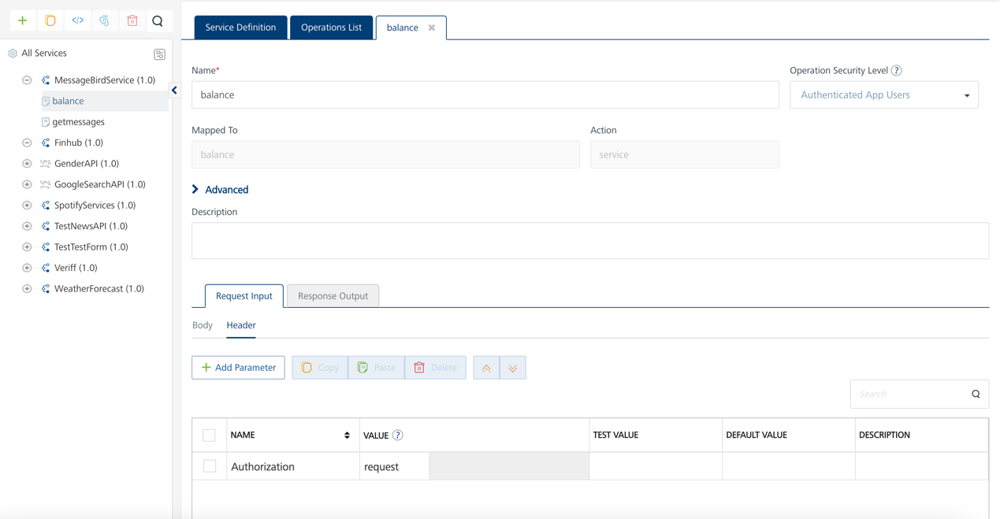 All Services
MessageBirdService (1.0)
balance
getmessages
Finhub (1.0)
GenderAPI (1.0)
GoogleSearchAPI (1.0)
SpotifyServices (1.0)
TestNewsAPI (1.0)
TestTestForm (1.0)
Veriff (1.0)
WeatherForecast (1.0)
Service Definition Operations List balance
Name* Operation Security Level ?
balance Authenticated App Users
Mapped To Action
balance service
Advanced
Description
Request Input Response Output
Body Header
Add Parameter Copy Paste Delete
Search
NAME VALUE ? TEST VALUE DEFAULT VALUE DESCRIPTION
Authorization request